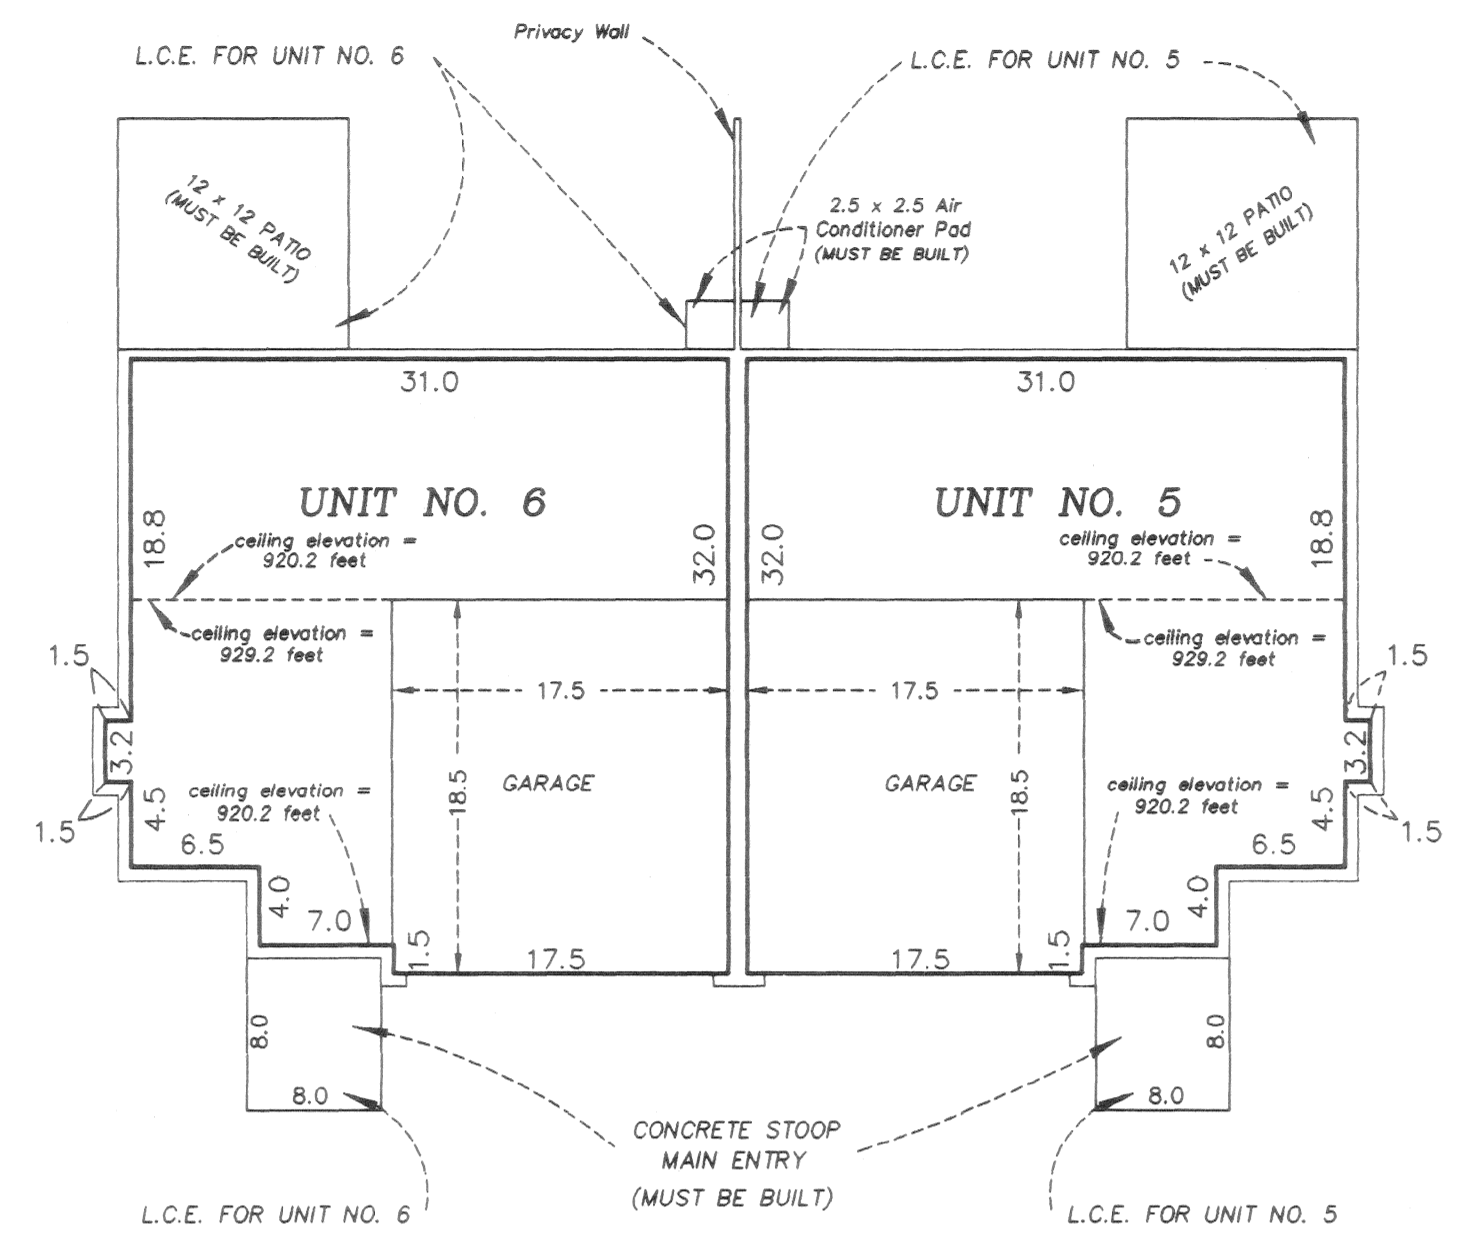 Privacy Wall
L.C.E. FOR UNIT NO. 6
L.C.E. FOR UNIT NO. 5
12 x 12 PATIO
(MUST BE BUILT)
2.5 x 2.5 Air
Conditioner Pad
(MUST BE BUILT)
12 x 12 PATIO
(MUST BE BUILT)
31.0
31.0
UNIT NO. 6
UNIT NO. 5
18.8
ceiling elevation =
920.2 feet
32.0
32.0
ceiling elevation =
920.2 feet
18.8
ceiling elevation =
929.2 feet
ceiling elevation =
929.2 feet
1.5
1.5
17.5
17.5
3.2
3.2
18.5
GARAGE
GARAGE
18.5
ceiling elevation =
920.2 feet
ceiling elevation =
920.2 feet
4.5
4.5
1.5
1.5
6.5
6.5
4.0
4.0
7.0
7.0
1.5
1.5
17.5
17.5
8.0
8.0
8.0
8.0
CONCRETE STOOP
MAIN ENTRY
(MUST BE BUILT)
L.C.E. FOR UNIT NO. 6
L.C.E. FOR UNIT NO. 5